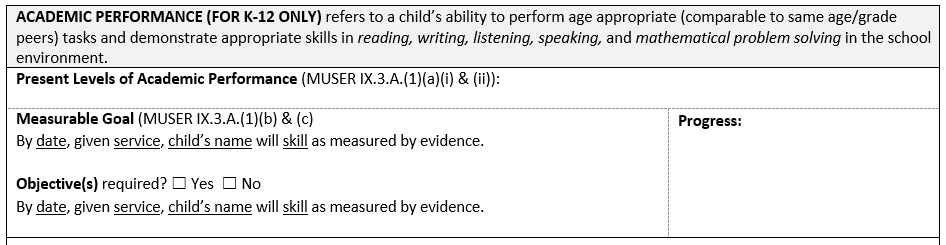 ACADEMIC PERFORMANCE (FOR K-12 ONLY) refers to a child's ability to perform age appropriate (comparable to same age/grade
peers) tasks and demonstrate appropriate skills in reading, writing, listening, speaking, and mathematical problem solving in the school
environment.
Present Levels of Academic Performance (MUSER IX.3.A.(1)(a)(i) & (ii)):
Measurable Goal (MUSER IX.3.A.(1)(b) & (c)
By date, given service, child's name will skill as measured by evidence.
Objective(s) required? ☐ Yes ☐ No
By date, given service, child's name will skill as measured by evidence.
Progress: